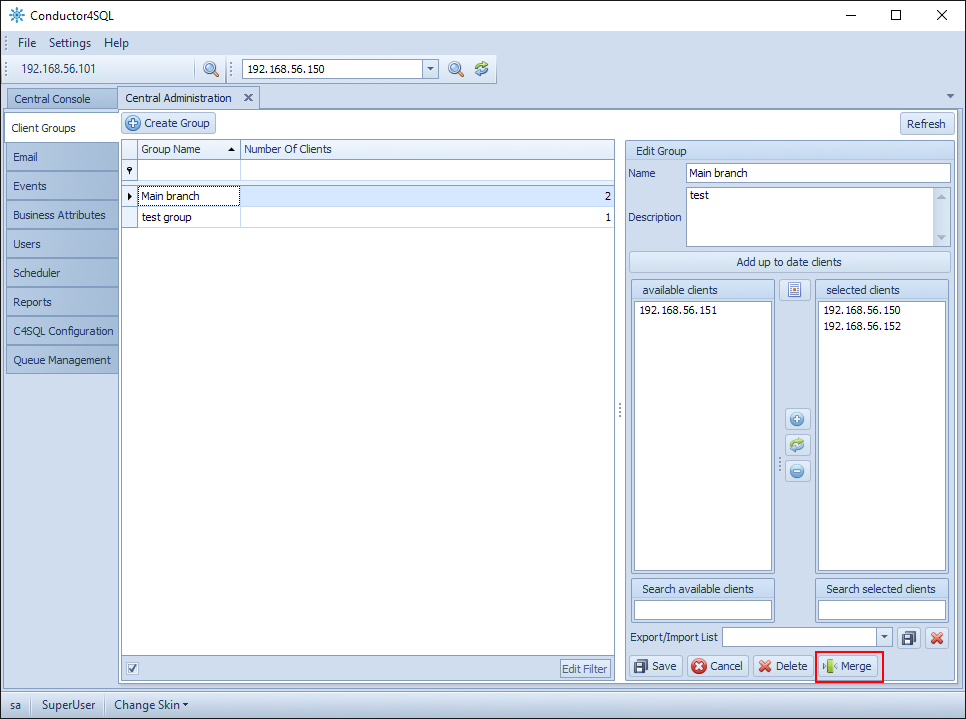 Conductor4SQL
File Settings Help
192.168.56.101 192.168.56.150
Central Console Central Administration
Client Groups
Email
Events
Business Attributes
Users
Scheduler
Reports
C4SQL Configuration
Queue Management
Create Group Refresh
Group Name Number Of Clients
Main branch 2
test group 1
Edit Filter
Edit Group
Name Main branch
Description test
Add up to date clients
available clients selected clients
192.168.56.151 192.168.56.150
192.168.56.152
Search available clients Search selected clients
Export/Import List
Save Cancel Delete Merge
sa SuperUser Change Skin